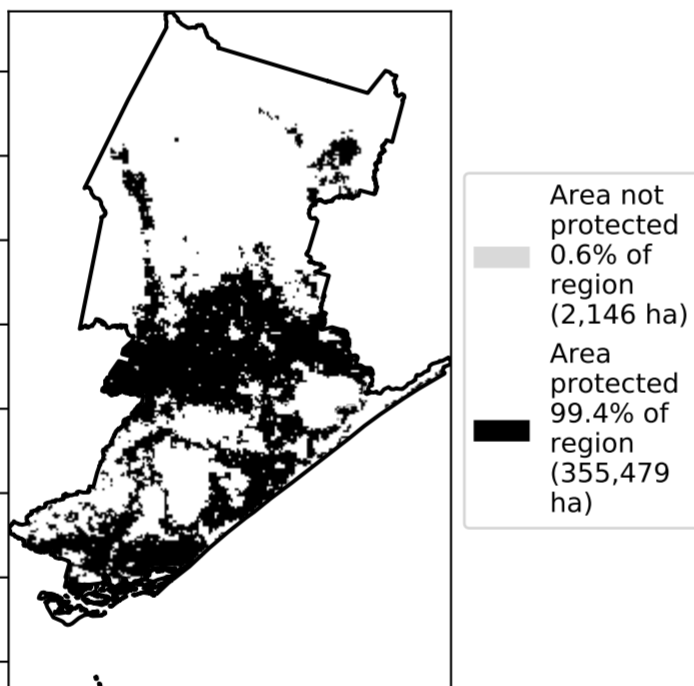 Area not
protected
0.6% of
region
(2,146 ha)
Area
protected
99.4% of
region
(355,479
ha)